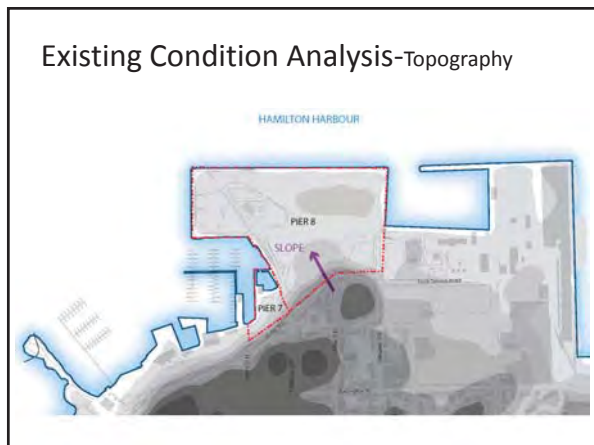 Existing Condition Analysis-Topography
HAMILTON HARBOUR
PIER 8
SLOPE
PIER 7